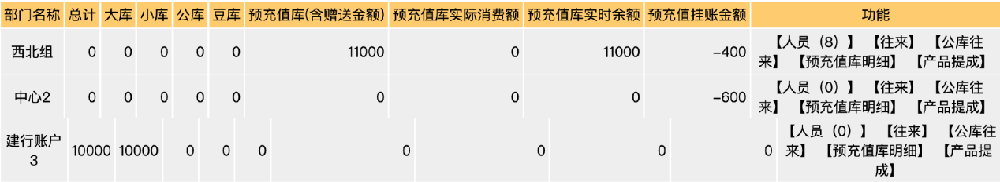 部门名称 总计 大库 小库 公库 豆库 预充值库(含赠送金额) 预充值库实际消费额 预充值库实时余额 预充值挂账金额 功能
西北组 0 0 0 0 0 11000 0 11000 -400 【人员（8）】 【往来】 【公库往
来】 【预充值库明细】 【产品提成】
中心2 0 0 0 0 0 0 0 0 -600 【人员（0）】 【往来】 【公库往
来】 【预充值库明细】 【产品提成】
建行账户
3 10000 10000 0 0 0 0 0 0 0 【人员（0）】 【往来】 【公库往
来】 【预充值库明细】 【产品提
成】